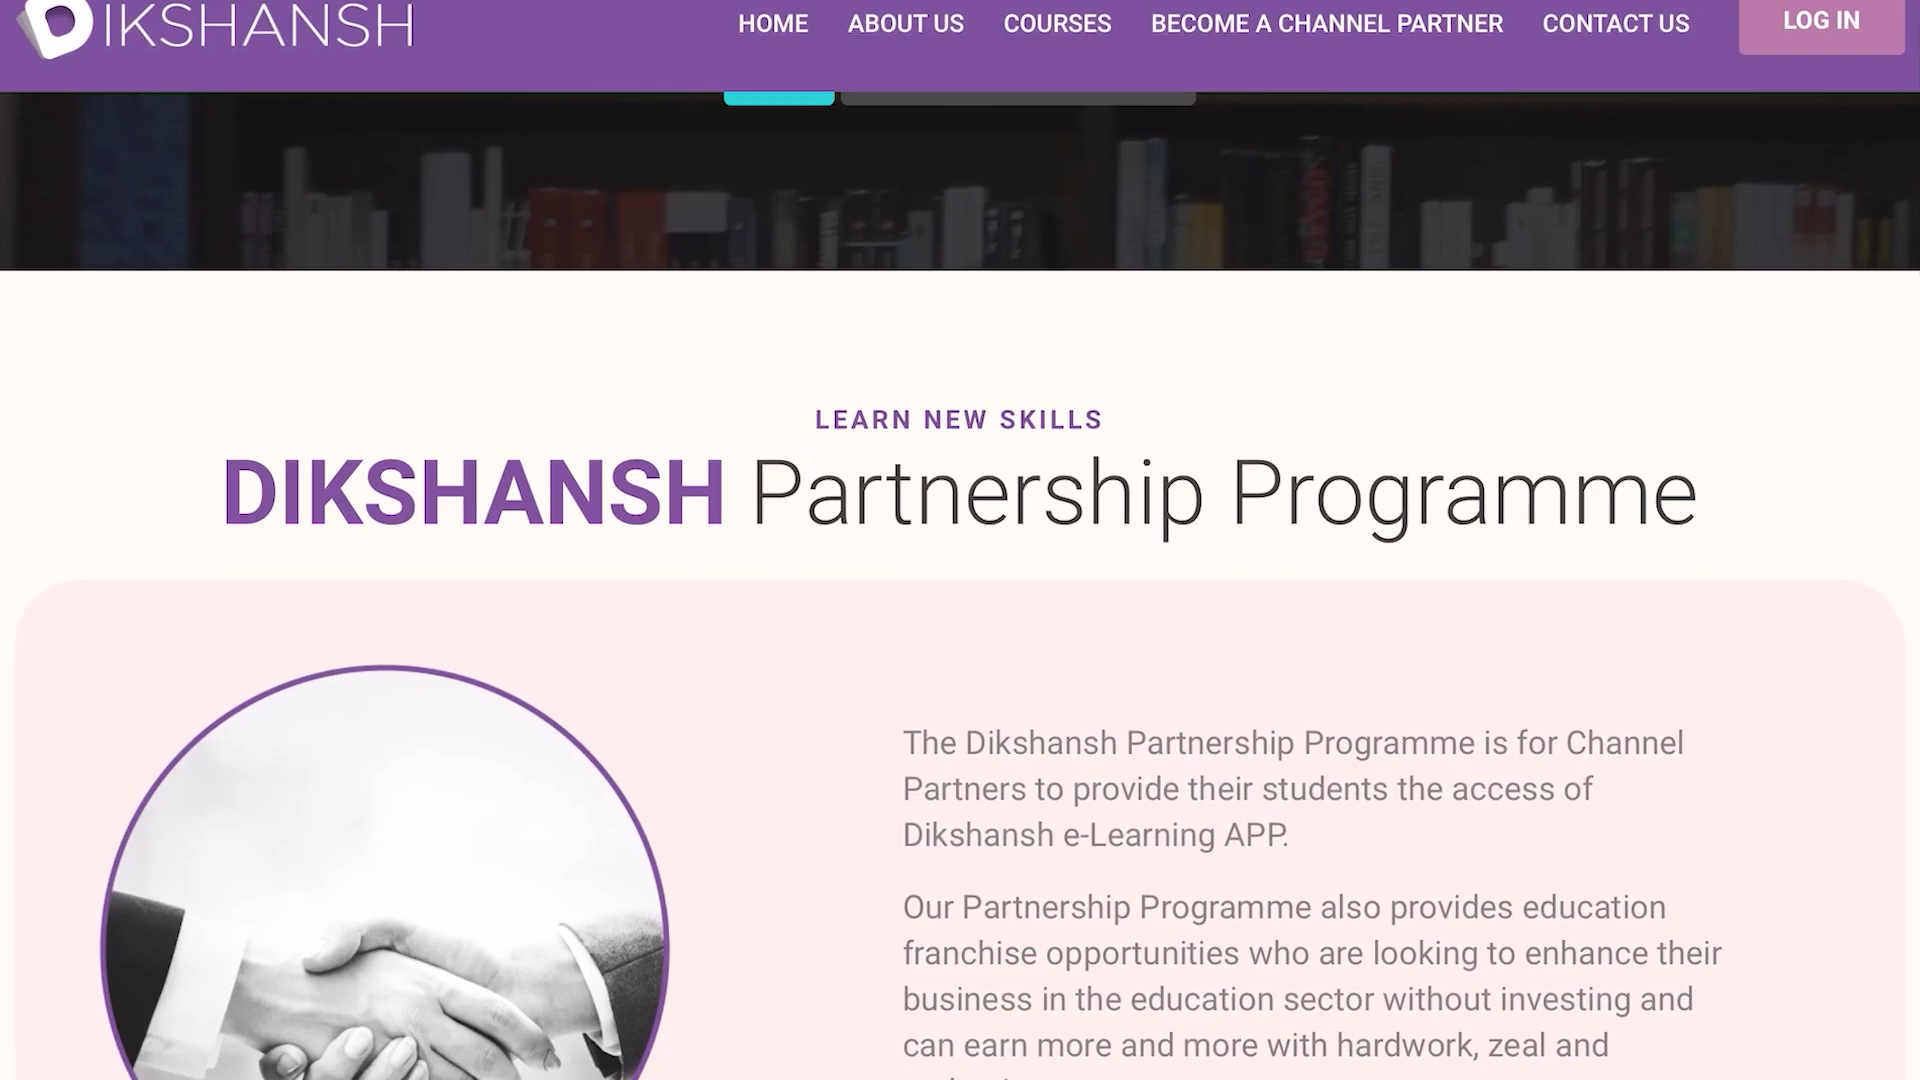 DIKSHANSH
HOME ABOUT US COURSES BECOME A CHANNEL PARTNER CONTACT US LOG IN
LEARN NEW SKILLS
DIKSHANSH Partnership Programme
The Dikshansh Partnership Programme is for Channel
Partners to provide their students the access of
Dikshansh e-Learning APP.
Our Partnership Programme also provides education
franchise opportunities who are looking to enhance their
business in the education sector without investing and
can earn more and more with hardwork, zeal and